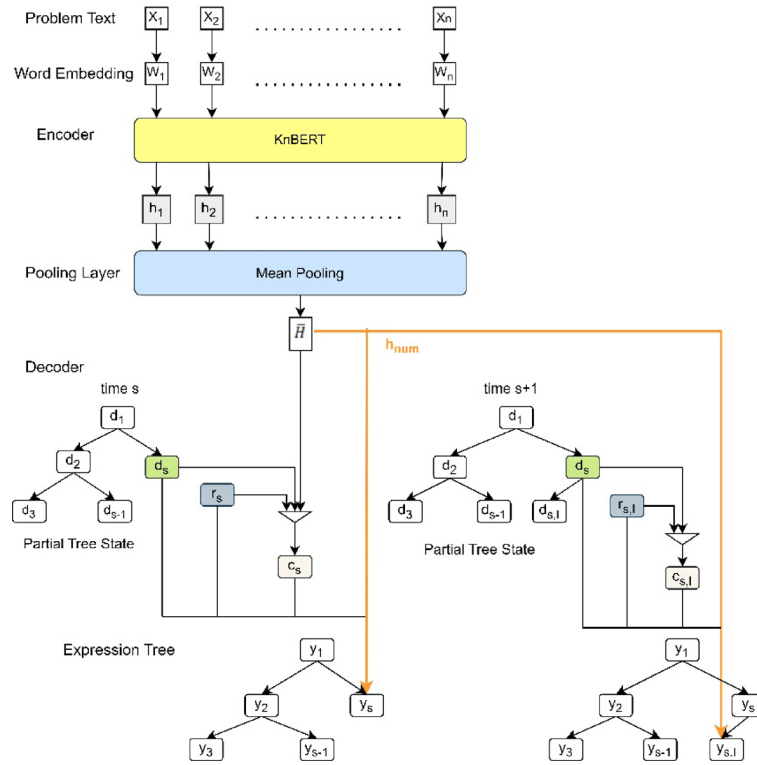 Problem Text X1 X2 Xn
Word Embedding W1 W2 Wn
Encoder KnBERT
h1 h2 hn
Pooling Layer Mean Pooling
H̅
hnum
Decoder
time s time s+1
d1 d1
d2 ds d2 ds
rs rs,l
d3 ds-1 d3 ds-1 ds,l
Partial Tree State Partial Tree State
cs cs,l
Expression Tree y1 y1
y2 ys y2 ys
y3 ys-1 y3 ys-1 ys.l